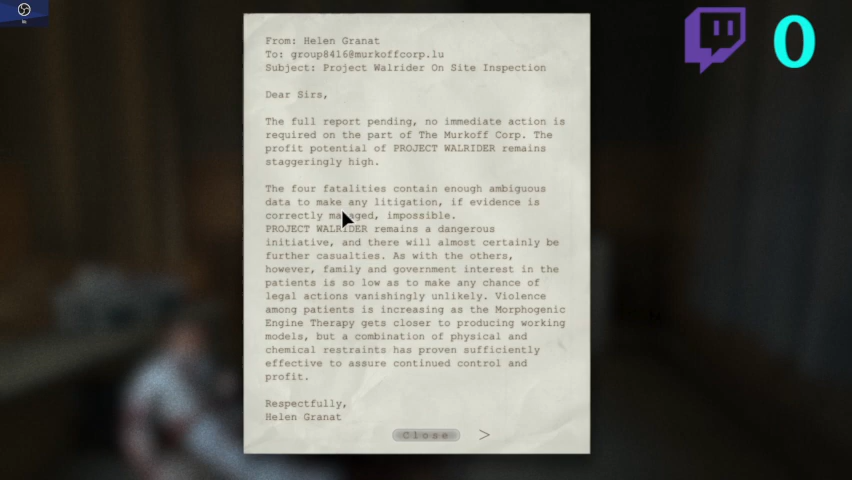 In
0
From: Helen Granat
To: group8416@murkoffcorp.lu
Subject: Project Walrider On Site Inspection
Dear Sirs,
The full report pending, no immediate action is
required on the part of The Murkoff Corp. The
profit potential of PROJECT WALRIDER remains
staggeringly high.
The four fatalities contain enough ambiguous
data to make any litigation, if evidence is
correctly managed, impossible.
PROJECT WALRIDER remains a dangerous
initiative, and there will almost certainly be
further casualties. As with the others,
however, family and government interest in the
patients is so low as to make any chance of
legal actions vanishingly unlikely. Violence
among patients is increasing as the Morphogenic
Engine Therapy gets closer to producing working
models, but a combination of physical and
chemical restraints has proven sufficiently
effective to assure continued control and
profit.
Respectfully,
Helen Granat
Close >